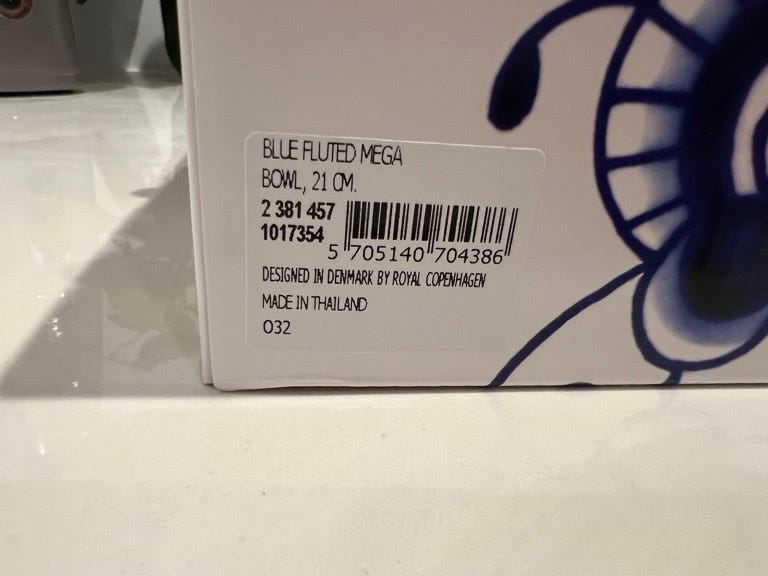 BLUE FLUTED MEGA
BOWL, 21 CM.
2 381 457
1017354
5 705140 704386
DESIGNED IN DENMARK BY ROYAL COPENHAGEN
MADE IN THAILAND
032